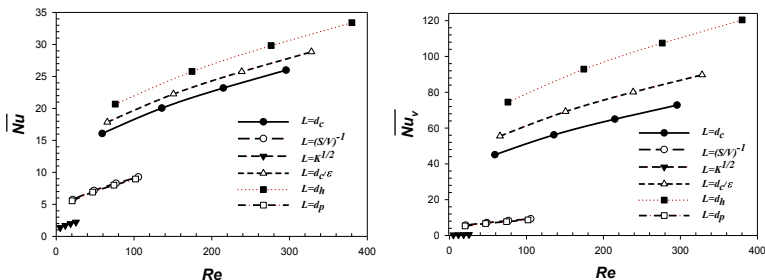 35
30
25
20
15
10
5
0
0 100 200 300 400
Nu
Re
L=dc
L=(S/V)-1
L=K1/2
L=dc/ε
L=dh
L=dp
120
100
80
60
40
20
0
0 100 200 300 400
Nuv
Re
L=dc
L=(S/V)-1
L=K1/2
L=dc/ε
L=dh
L=dp